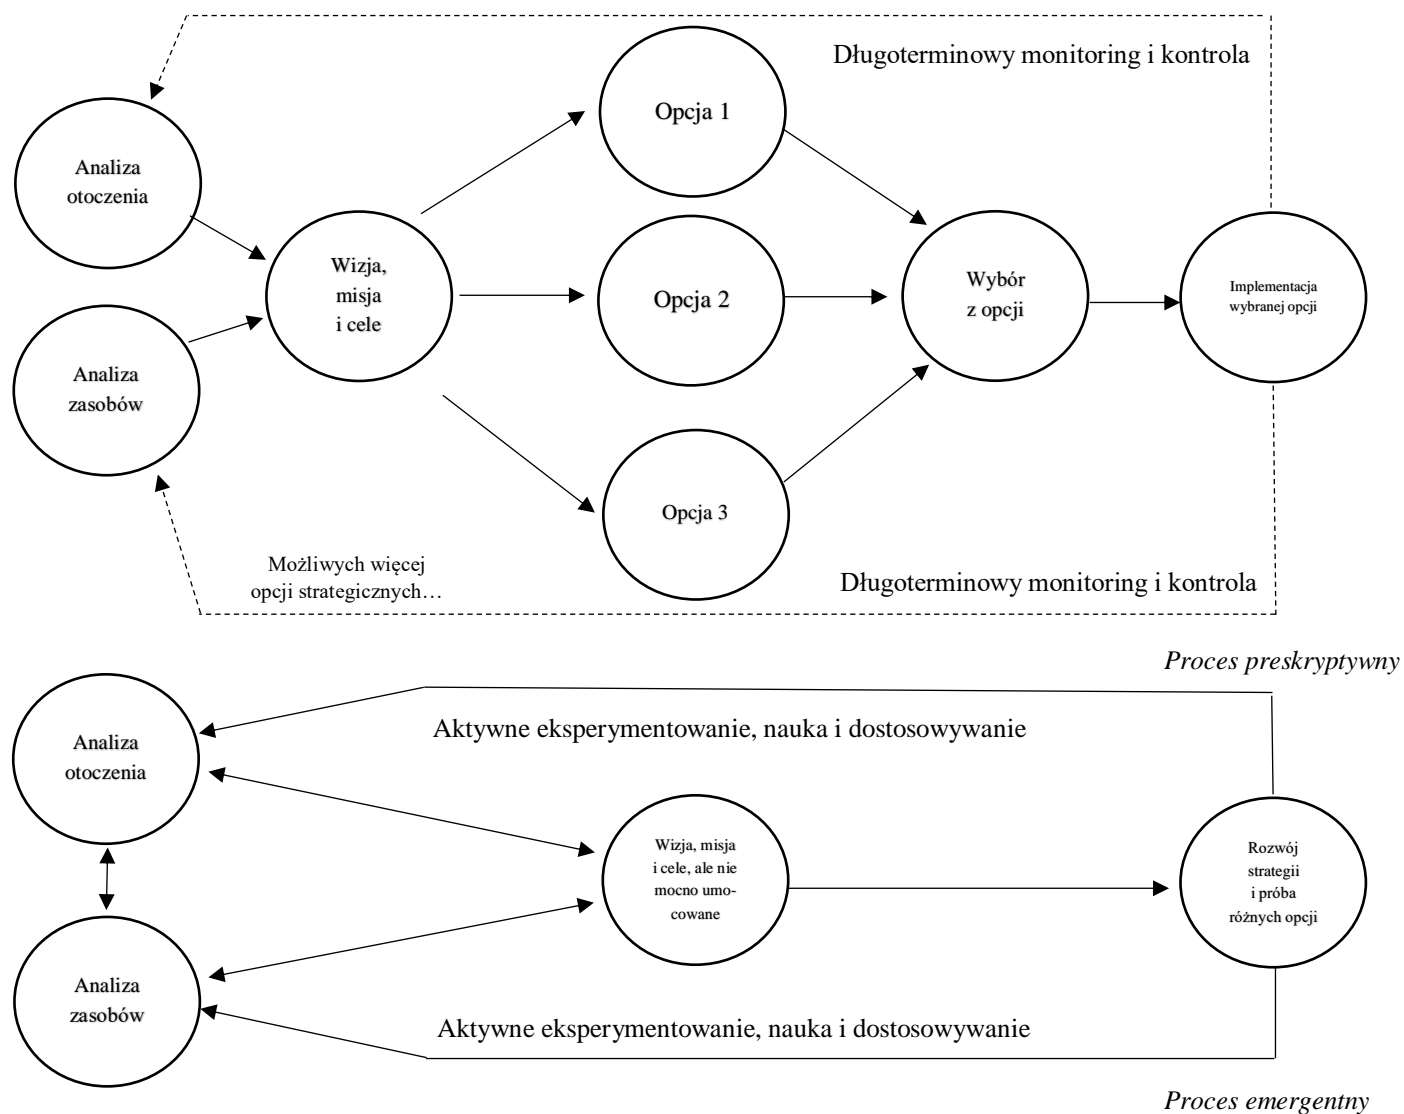 Długoterminowy monitoring i kontrola
Opcja 1
Analiza
otoczenia
Wizja,
misja
i cele
Opcja 2
Wybór
z opcji
Implementacja
wybranej opcji
Analiza
zasobów
Opcja 3
Możliwych więcej
opcji strategicznych…
Długoterminowy monitoring i kontrola
Proces preskryptywny
Analiza
otoczenia
Aktywne eksperymentowanie, nauka i dostosowywanie
Wizja, misja
i cele, ale nie
mocno umo-
cowane
Rozwój
strategii
i próba
różnych opcji
Analiza
zasobów
Aktywne eksperymentowanie, nauka i dostosowywanie
Proces emergentny